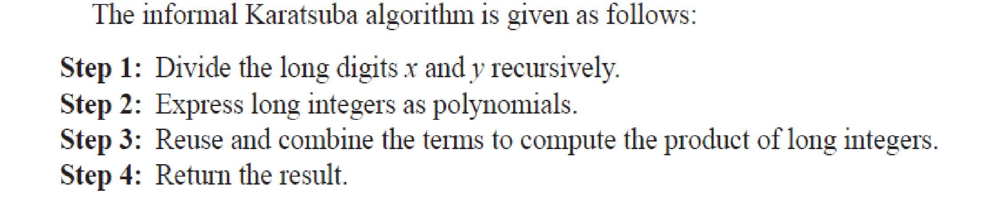 The informal Karatsuba algorithm is given as follows:
Step 1: Divide the long digits x and y recursively.
Step 2: Express long integers as polynomials.
Step 3: Reuse and combine the terms to compute the product of long integers.
Step 4: Return the result.